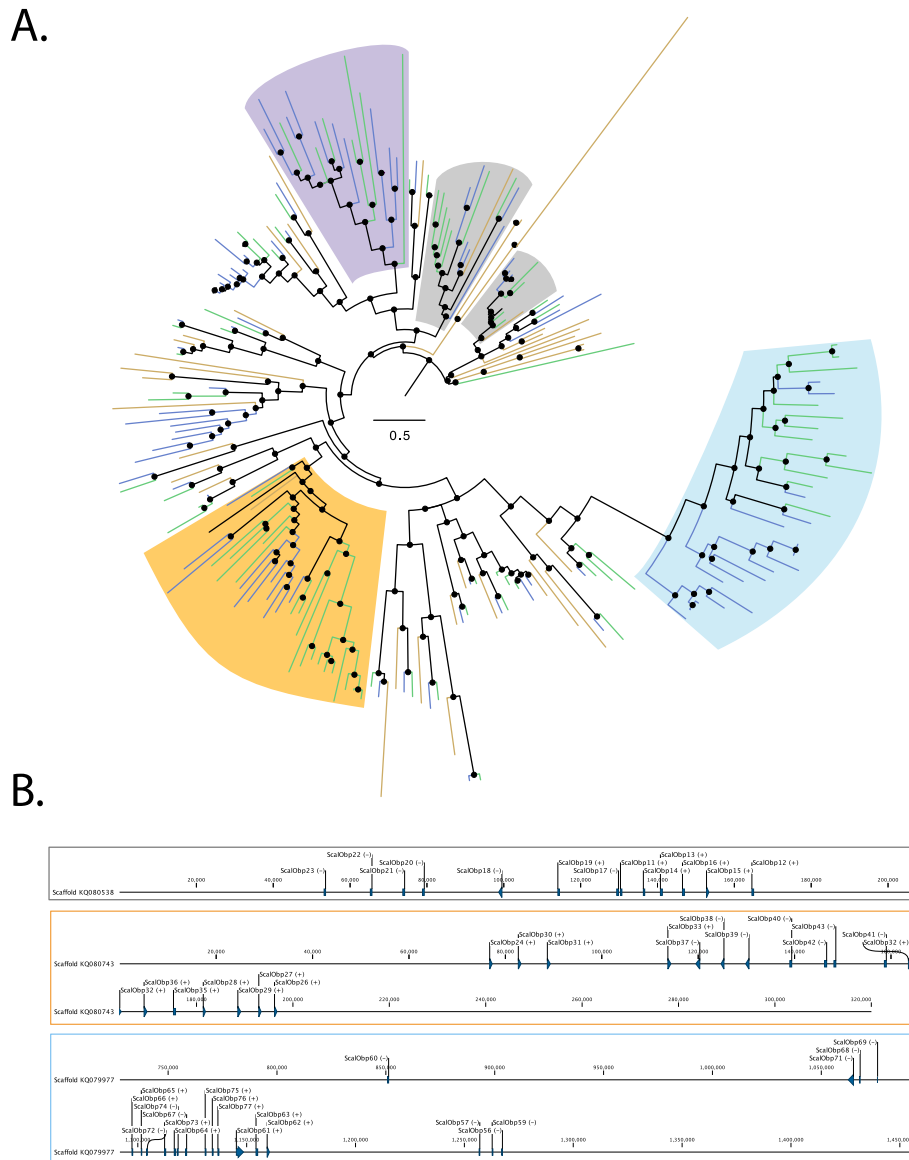 A.
0.5
B.
ScalObp13 (+)
ScalObp22 (−)
ScalObp20 (−) ScalObp19 (+) ScalObp11 (+) ScalObp16 (+) ScalObp12 (+)
ScalObp23 (−) ScalObp21 (−) ScalObp18 (−) ScalObp17 (−) ScalObp14 (+) ScalObp15 (+)
20,000 40,000 60,000 80,000 100,000 120,000 140,000 160,000 180,000 200,000
Scaffold KQ080538
ScalObp38 (−) ScalObp40 (−)
ScalObp33 (+) ScalObp43 (−)
ScalObp30 (+) ScalObp39 (−) ScalObp41 (−)
ScalObp24 (+) ScalObp31 (+) ScalObp37 (−) ScalObp42 (−) ScalObp32 (+)
20,000 40,000 60,000 80,000 100,000 120,000
Scaffold KQ080743
ScalObp27 (+)
ScalObp36 (+) ScalObp28 (+) ScalObp26 (+)
ScalObp32 (+) ScalObp35 (+) ScalObp29 (+)
180,000 200,000 220,000 240,000 260,000 280,000 300,000 320,000
Scaffold KQ080743
ScalObp69 (−)
ScalObp68 (−)
ScalObp60 (−) ScalObp71 (−)
750,000 800,000 850,000 900,000 950,000 1,000,000 1,050,000
Scaffold KQ079977
ScalObp65 (+) ScalObp75 (+)
ScalObp66 (+) ScalObp76 (+)
ScalObp74 (−) ScalObp77 (+)
ScalObp67 (−) ScalObp63 (+)
ScalObp73 (+) ScalObp62 (+) ScalObp57 (−) ScalObp59 (−)
ScalObp72 (−) ScalObp64 (+) ScalObp61 (+) ScalObp56 (−)
1,100,000 1,150,000 1,200,000 1,250,000 1,300,000 1,350,000 1,400,000 1,450,000
Scaffold KQ079977